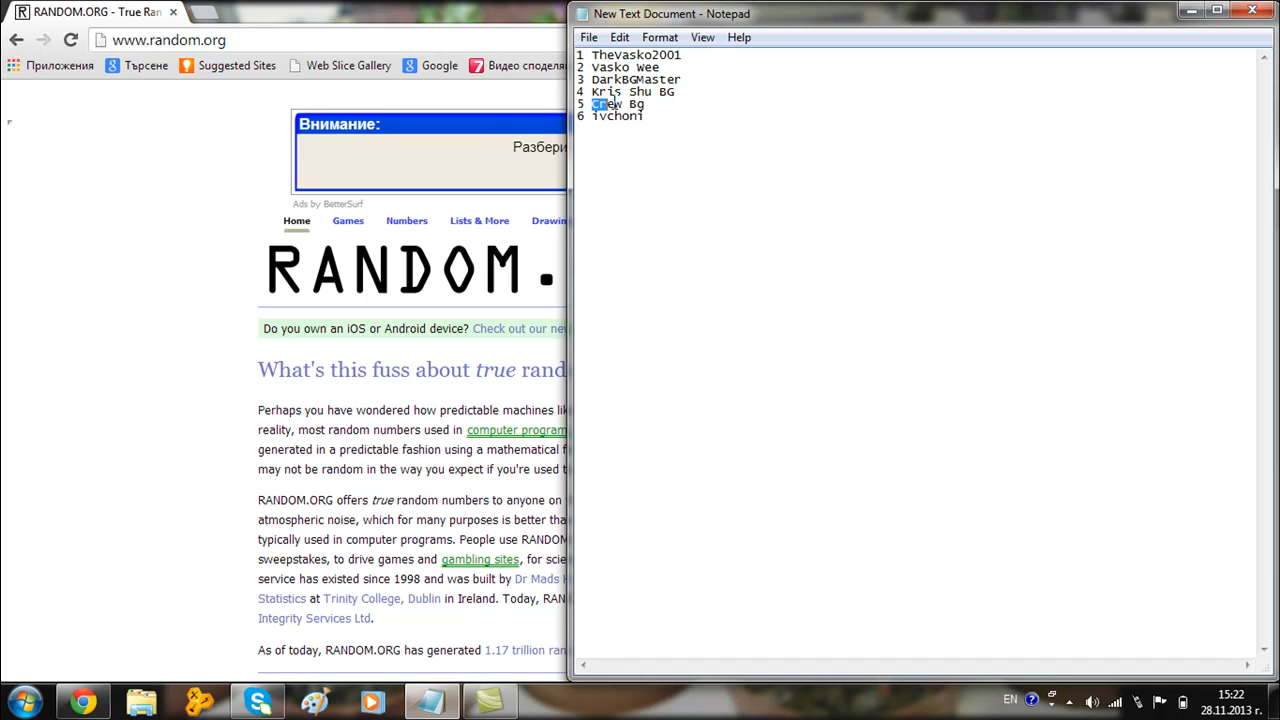 RANDOM.ORG - True Ran
www.random.org
Приложения
Търсене
Suggested Sites
Web Slice Gallery
Google
Видео споделян
Внимание:
Разбери
Ads by BetterSurf
Home
Games
Numbers
Lists & More
Drawin
RANDOM.
Do you own an iOS or Android device? Check out our new
What's this fuss about true rand
Perhaps you have wondered how predictable machines lik
reality, most random numbers used in computer program
generated in a predictable fashion using a mathematical f
may not be random in the way you expect if you're used t
RANDOM.ORG offers true random numbers to anyone on
atmospheric noise, which for many purposes is better tha
typically used in computer programs. People use RANDOM
sweepstakes, to drive games and gambling sites, for scie
service has existed since 1998 and was built by Dr Mads H
Statistics at Trinity College, Dublin in Ireland. Today, RAN
Integrity Services Ltd.
As of today, RANDOM.ORG has generated 1.17 trillion ran
New Text Document - Notepad
File
Edit
Format
View
Help
1 TheVasko2001
2 Vasko Wee
3 DarkBGMaster
4 Kris Shu BG
5 Crew Bg
6 ivchoni
EN
15:22
28.11.2013 г.